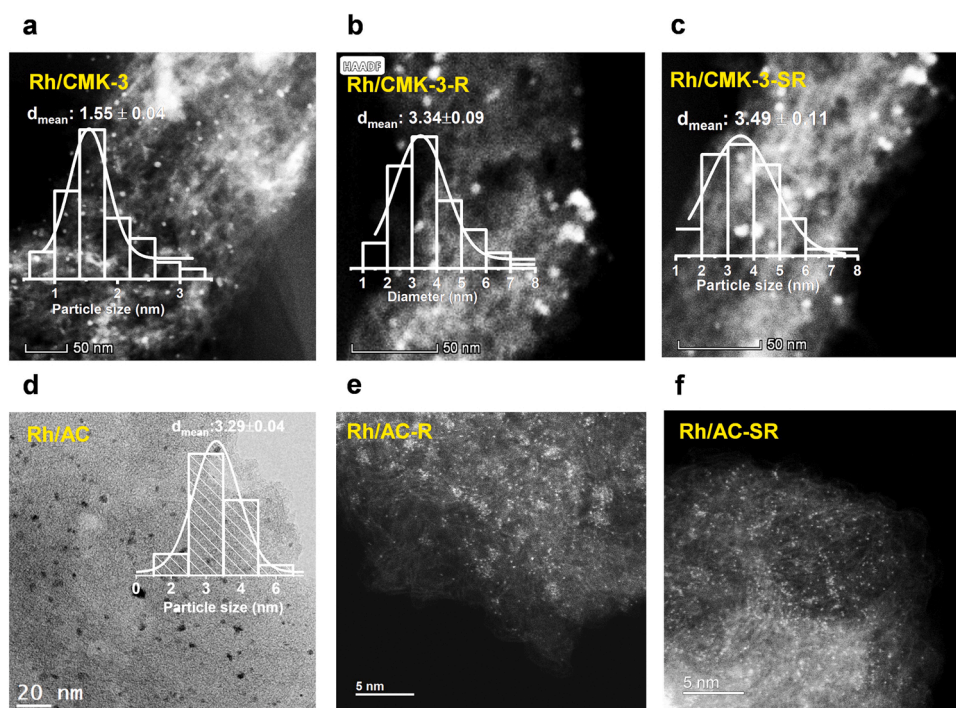 a
Rh/CMK-3
dmean: 1.55 ± 0.04
1 2 3
Particle size (nm)
50 nm
b
HAADF
Rh/CMK-3-R
dmean: 3.34±0.09
1 2 3 4 5 6 7 8
Diameter (nm)
50 nm
c
Rh/CMK-3-SR
dmean: 3.49 ± 0.11
1 2 3 4 5 6 7 8
Particle size (nm)
50 nm
d
Rh/AC
dmean:3.29±0.04
0 2 3 4 6
Particle size (nm)
20 nm
e
Rh/AC-R
5 nm
f
Rh/AC-SR
5 nm